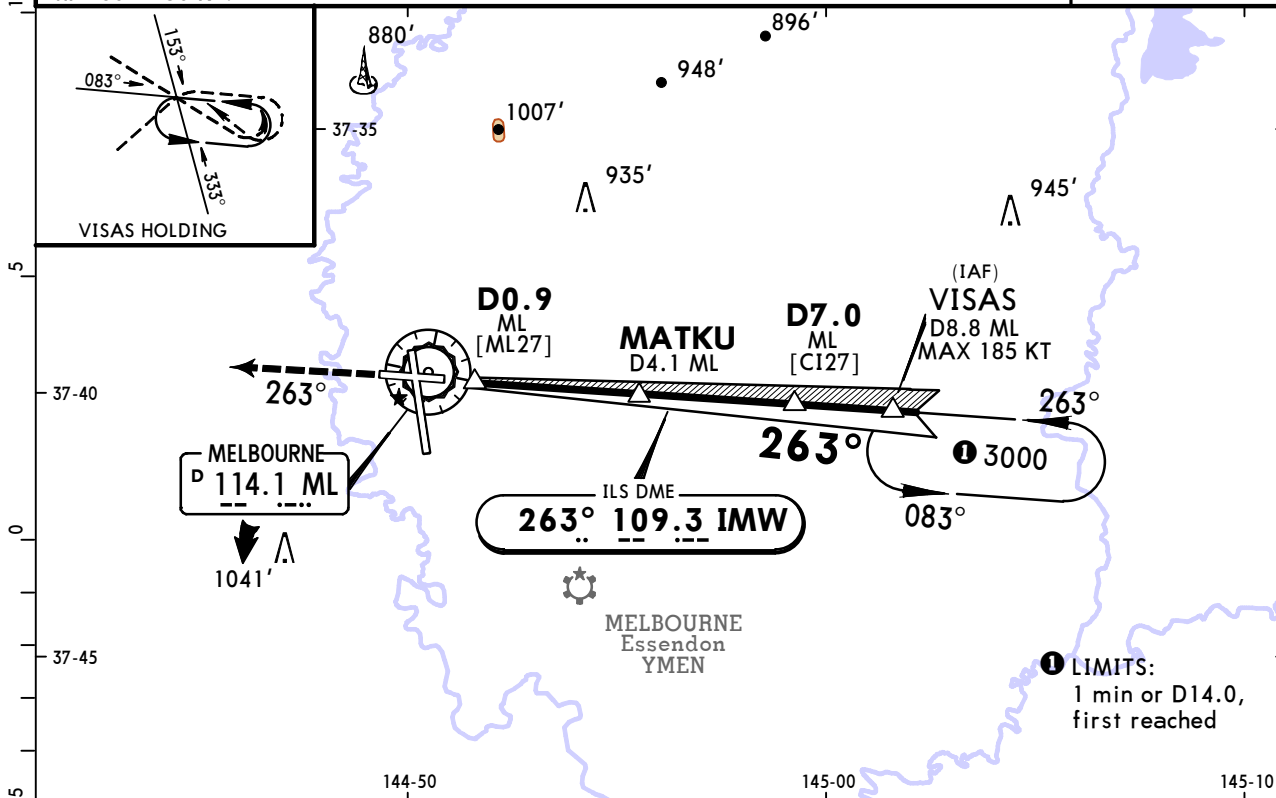 153°
083°
333°
VISAS HOLDING
880'
896'
948'
1007'
37-35
935'
945'
5
(IAF)
VISAS
D8.8 ML
MAX 185 KT
D0.9
ML
[ML27]
MATKU
D4.1 ML
D7.0
ML
[CI27]
37-40
263°
263°
263°
1 3000
083°
MELBOURNE
D 114.1 ML
ILS DME
263° 109.3 IMW
0
1041'
MELBOURNE
Essendon
YMEN
37-45
1 LIMITS:
1 min or D14.0,
first reached
5
144-50
145-00
145-10